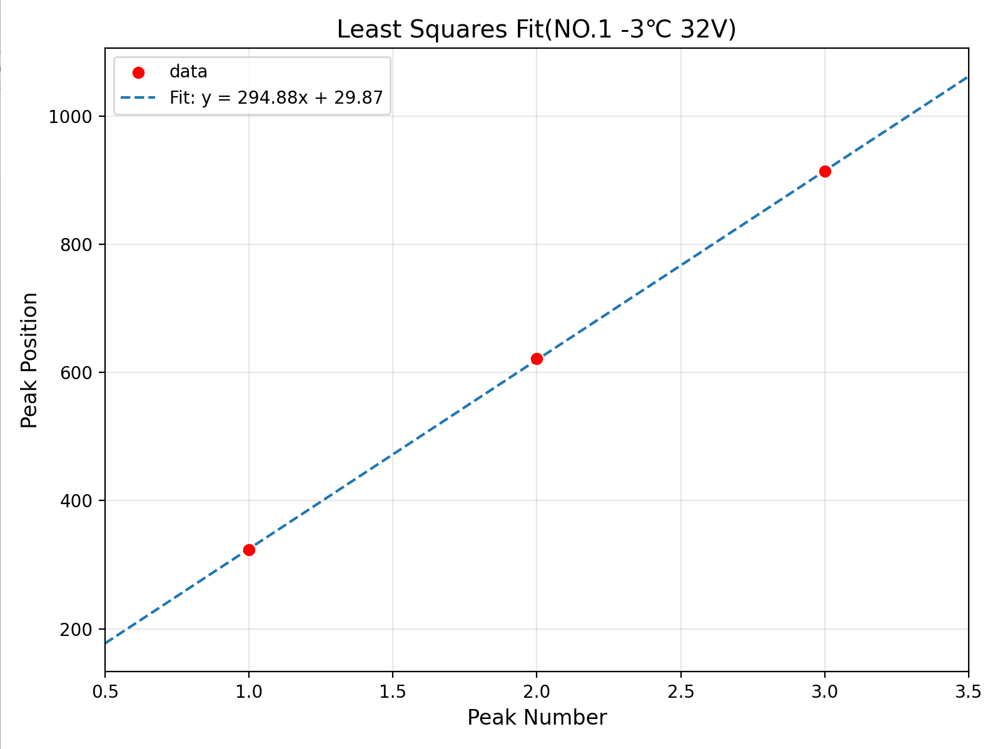 Least Squares Fit(NO.1 -3℃ 32V)
data
Fit: y = 294.88x + 29.87
1000
800
600
400
200
Peak Position
0.5 1.0 1.5 2.0 2.5 3.0 3.5
Peak Number